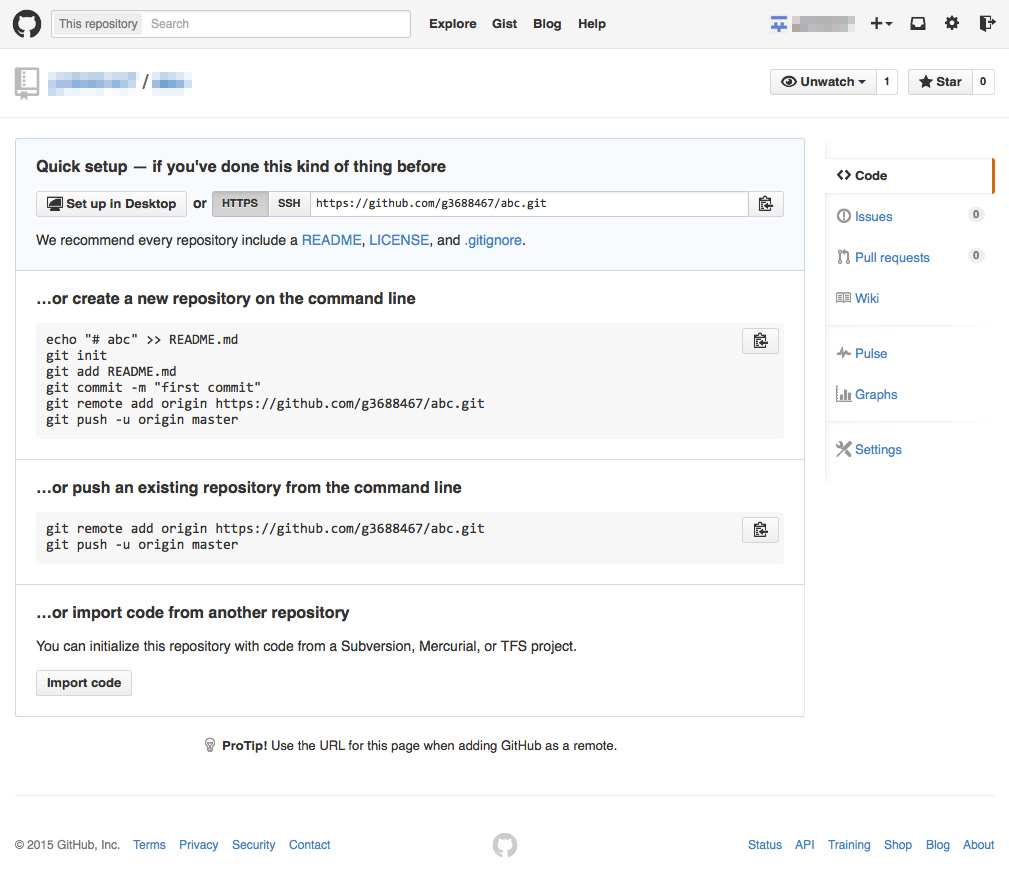 This repository Search Explore Gist Blog Help
/
Unwatch 1 Star 0
Quick setup — if you've done this kind of thing before
Set up in Desktop or HTTPS SSH https://github.com/g3688467/abc.git
We recommend every repository include a README, LICENSE, and .gitignore.
…or create a new repository on the command line
echo "# abc" >> README.md
git init
git add README.md
git commit -m "first commit"
git remote add origin https://github.com/g3688467/abc.git
git push -u origin master
…or push an existing repository from the command line
git remote add origin https://github.com/g3688467/abc.git
git push -u origin master
…or import code from another repository
You can initialize this repository with code from a Subversion, Mercurial, or TFS project.
Import code
Code
Issues 0
Pull requests 0
Wiki
Pulse
Graphs
Settings
ProTip! Use the URL for this page when adding GitHub as a remote.
© 2015 GitHub, Inc. Terms Privacy Security Contact Status API Training Shop Blog About